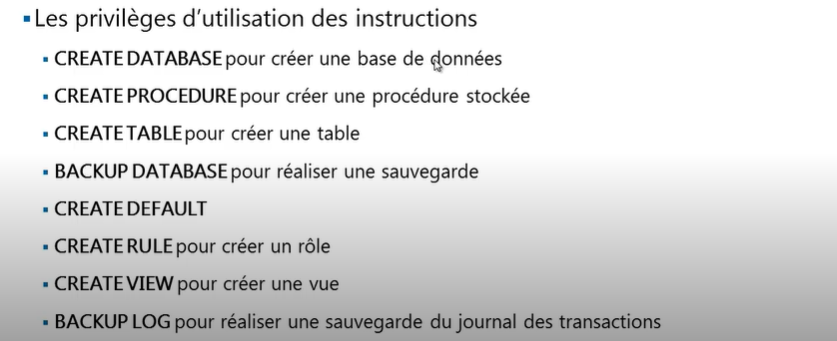 Les privilèges d’utilisation des instructions
CREATE DATABASE pour créer une base de données
CREATE PROCEDURE pour créer une procédure stockée
CREATE TABLE pour créer une table
BACKUP DATABASE pour réaliser une sauvegarde
CREATE DEFAULT
CREATE RULE pour créer un rôle
CREATE VIEW pour créer une vue
BACKUP LOG pour réaliser une sauvegarde du journal des transactions